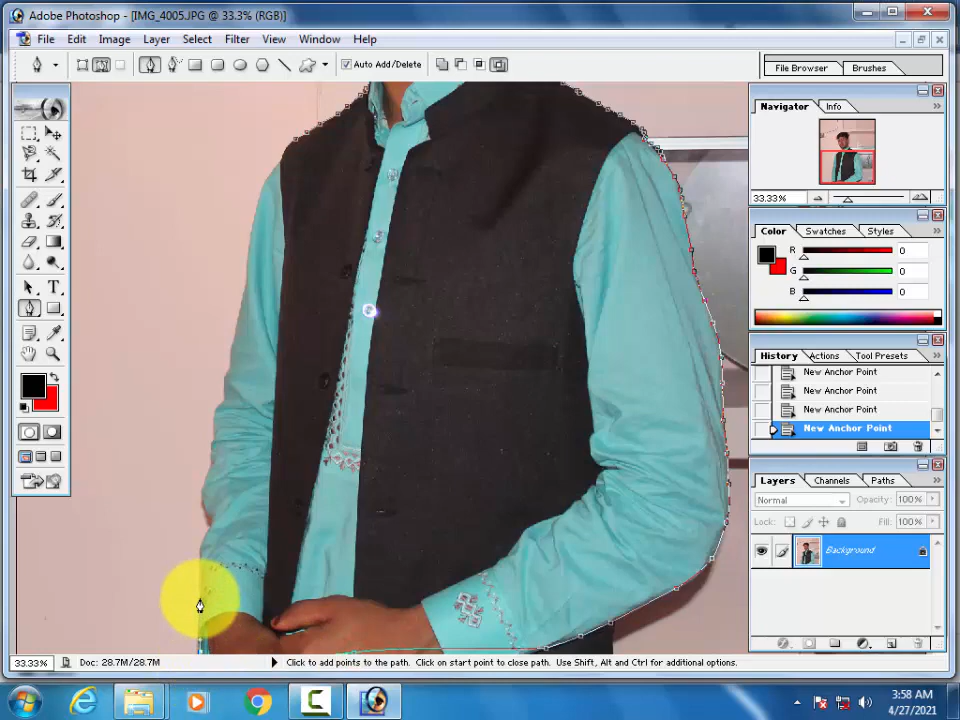 Adobe Photoshop - [IMG_4005.JPG @ 33.3% (RGB)]
File Edit Image Layer Select Filter View Window Help
Auto Add/Delete
File Browser Brushes
Navigator Info
33.33%
Color Swatches Styles
R 0
G 0
B 0
History Actions Tool Presets
New Anchor Point
New Anchor Point
New Anchor Point
New Anchor Point
Layers Channels Paths
Normal Opacity: 100%
Lock: Fill: 100%
Background
33.33% Doc: 28.7M/28.7M Click to add points to the path. Click on start point to close path. Use Shift, Alt and Ctrl for additional options.
3:58 AM
4/27/2021